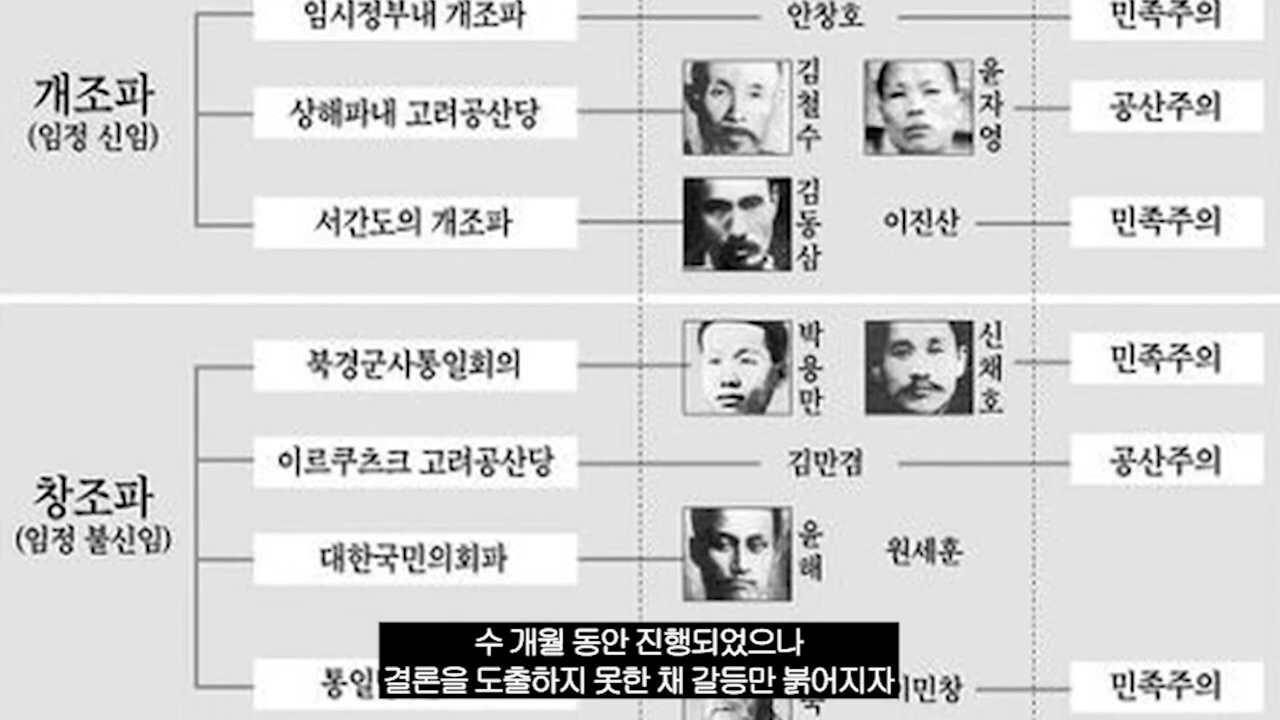 임시정부내 개조파 안창호 민족주의
개조파
(임정 신임)
상해파내 고려공산당 김철수 윤자영 공산주의
서간도의 개조파 김동삼 이진산 민족주의
북경군사통일회의 박용만 신채호 민족주의
창조파
(임정 불신임)
이르쿠츠크 고려공산당 김만겸 공산주의
대한국민의회파 윤해 원세훈
민족주의
수 개월 동안 진행되었으나
결론을 도출하지 못한 채 갈등만 붉어지자